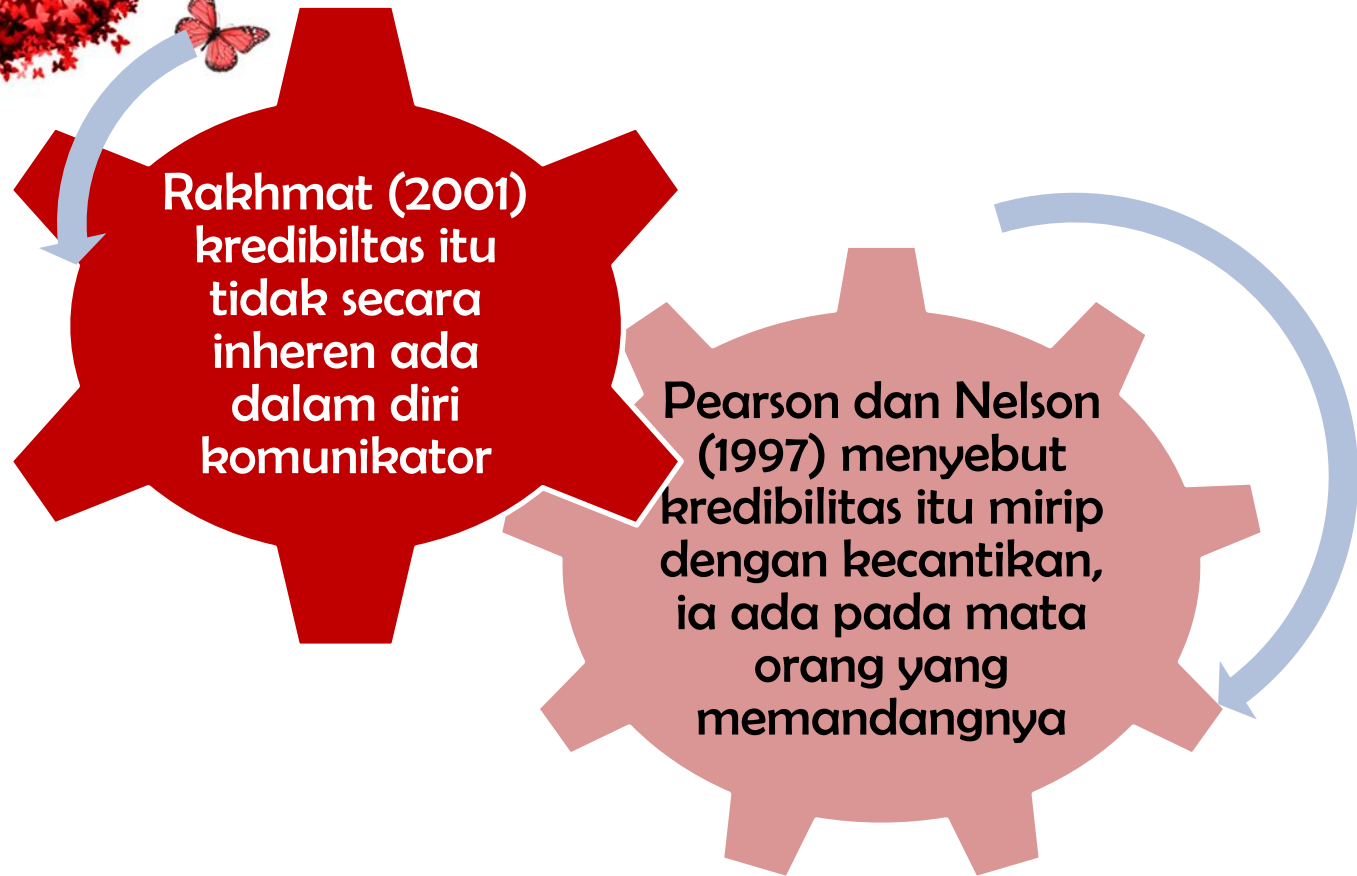 Rakhmat (2001)
kredibiltas itu
tidak secara
inheren ada
dalam diri
komunikator
Pearson dan Nelson
(1997) menyebut
kredibilitas itu mirip
dengan kecantikan,
ia ada pada mata
orang yang
memandangnya